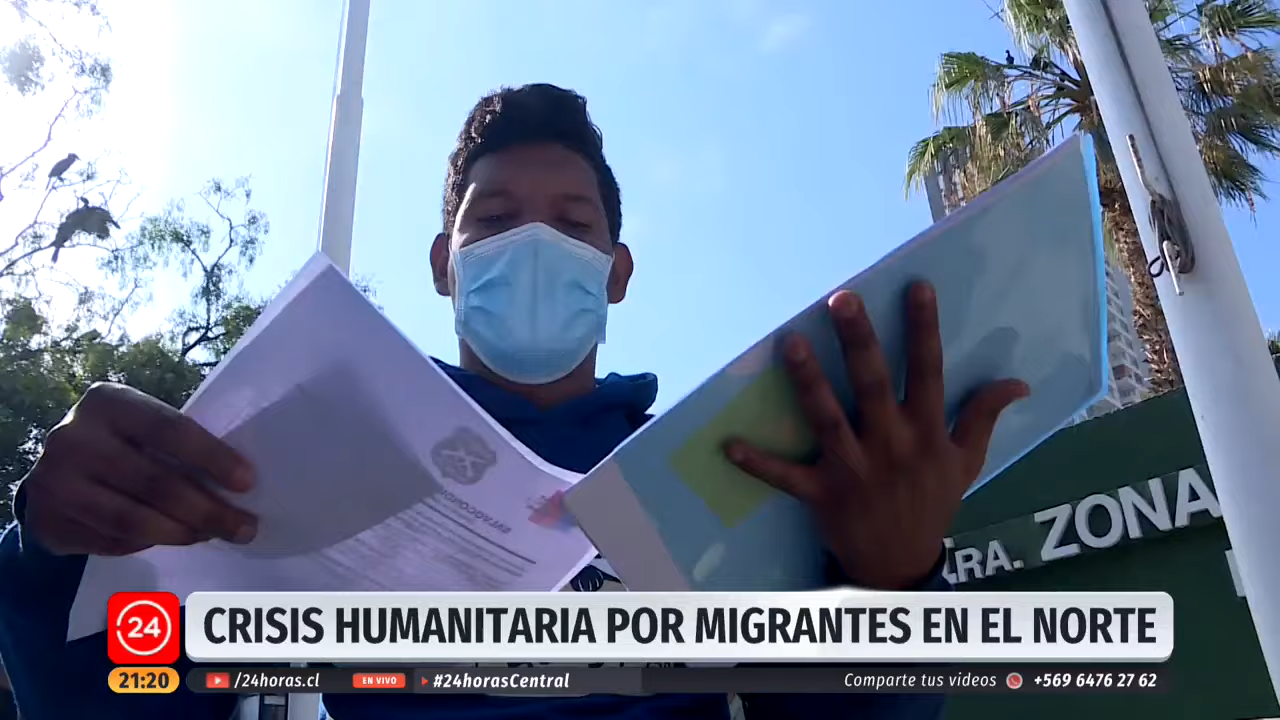 RA. ZONA
24
CRISIS HUMANITARIA POR MIGRANTES EN EL NORTE
21:20
/24horas.cl
EN VIVO
#24horasCentral
Comparte tus videos
+569 6476 27 62